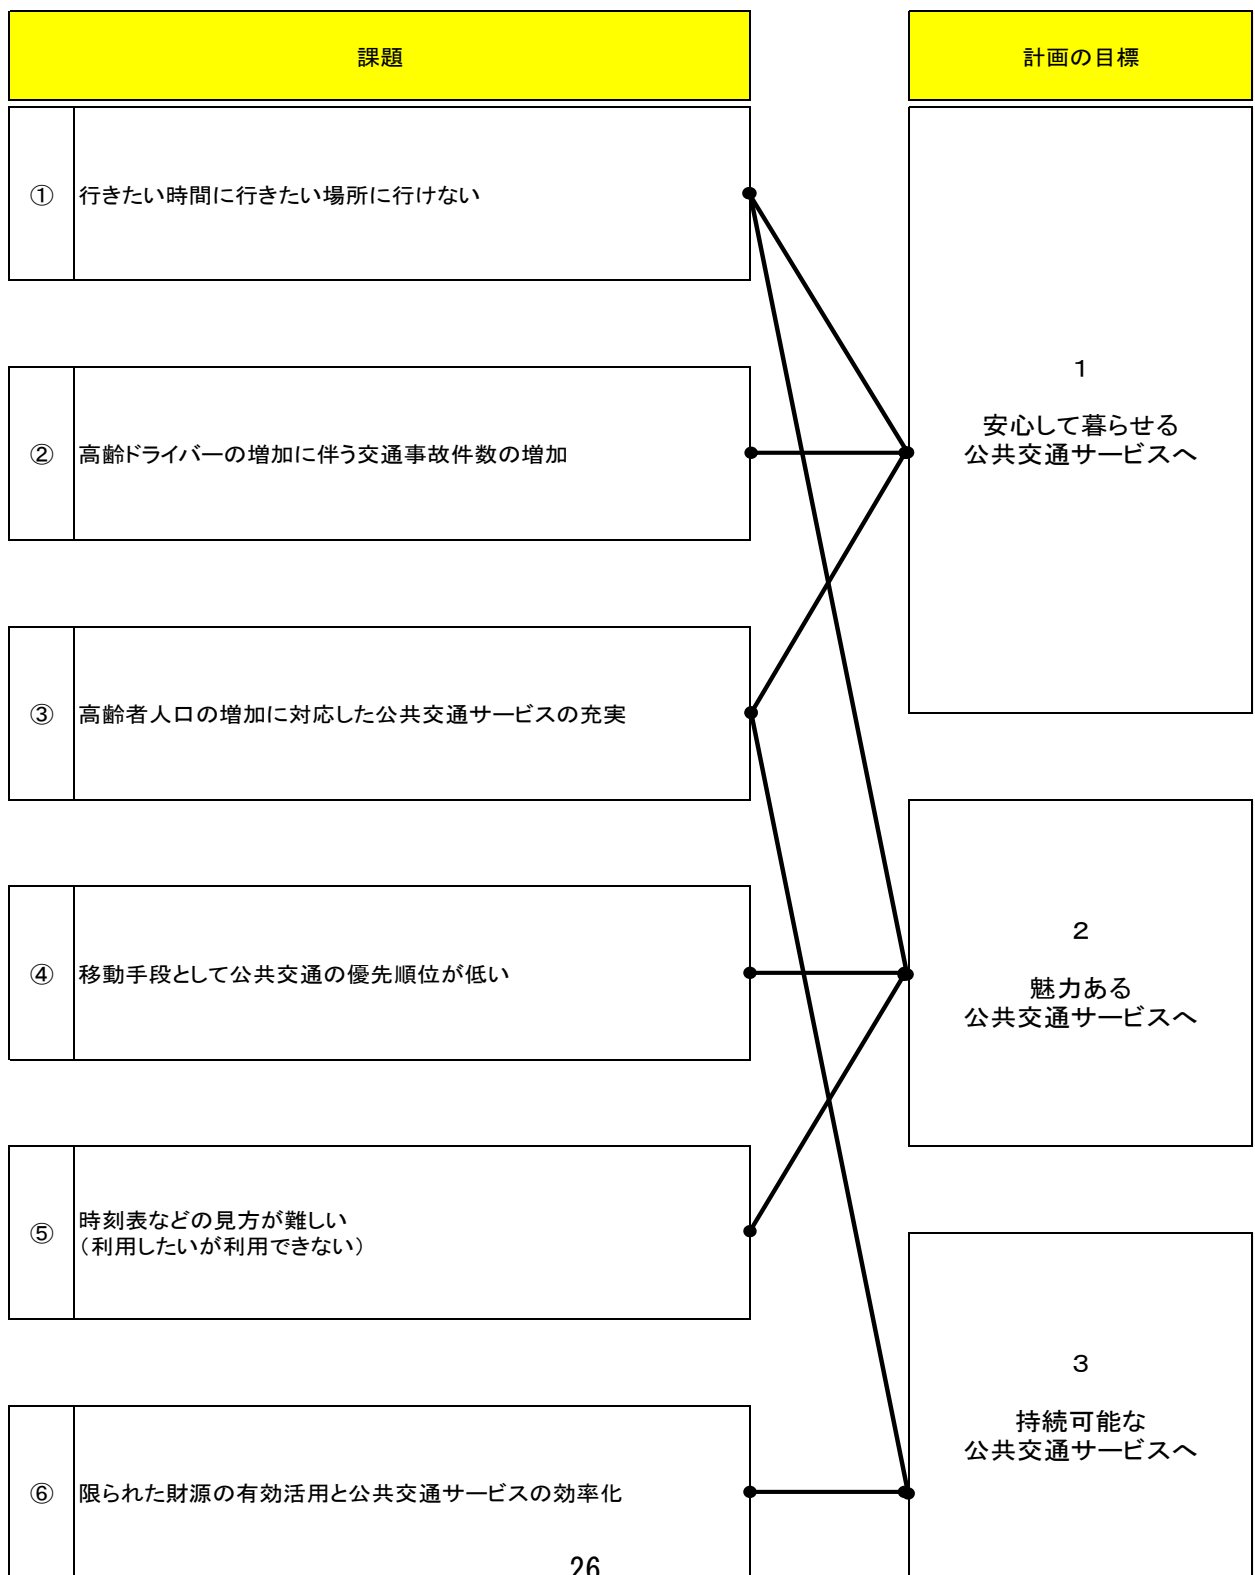 課題
計画の目標
① 行きたい時間に行きたい場所に行けない
② 高齢ドライバーの増加に伴う交通事故件数の増加
③ 高齢者人口の増加に対応した公共交通サービスの充実
④ 移動手段として公共交通の優先順位が低い
⑤ 時刻表などの見方が難しい
（利用したいが利用できない）
⑥ 限られた財源の有効活用と公共交通サービスの効率化
１
安心して暮らせる
公共交通サービスへ
２
魅力ある
公共交通サービスへ
３
持続可能な
公共交通サービスへ
26